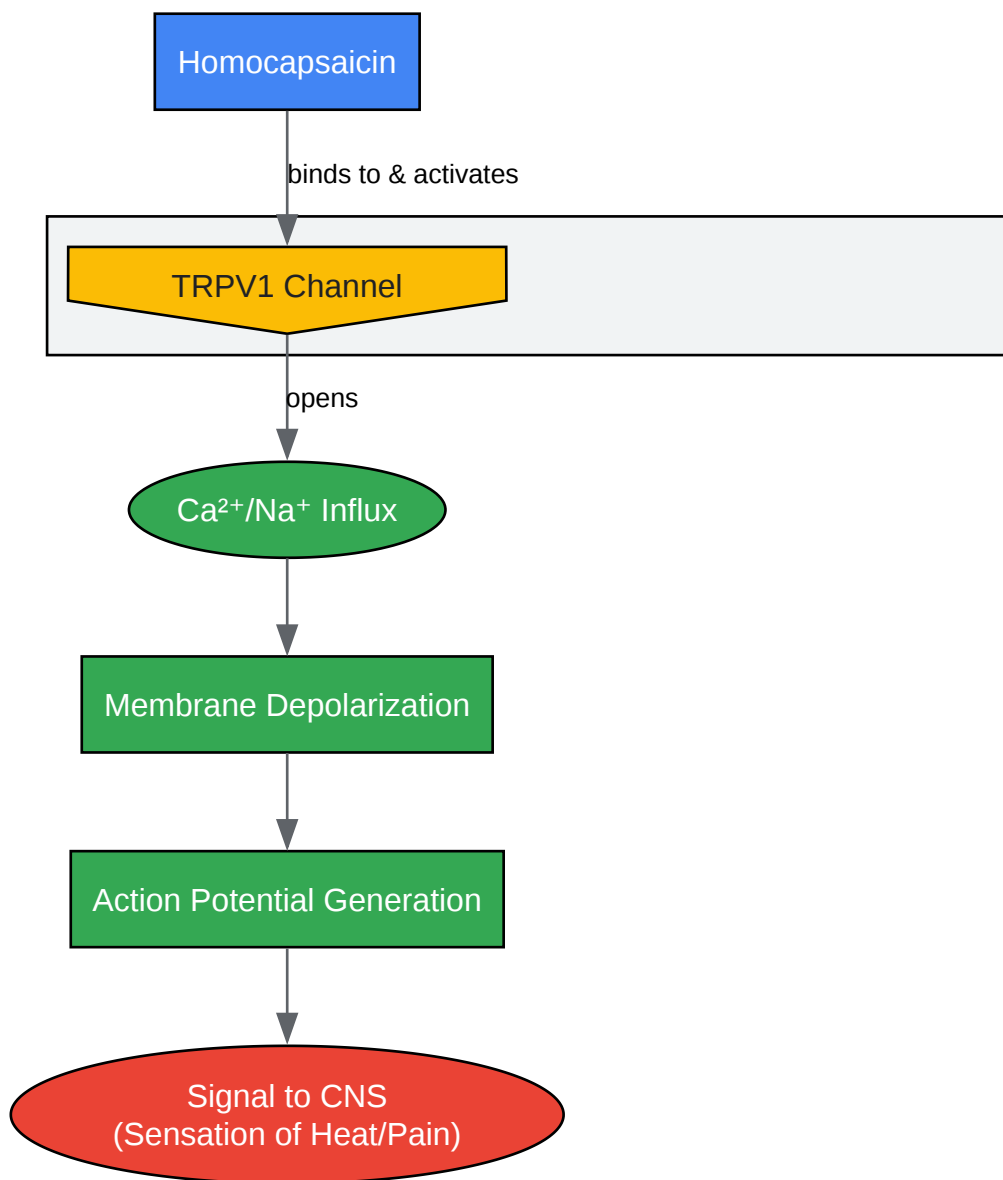 Homocapsaicin
binds to & activates
TRPV1 Channel
opens
Ca²⁺/Na⁺ Influx
Membrane Depolarization
Action Potential Generation
Signal to CNS
(Sensation of Heat/Pain)